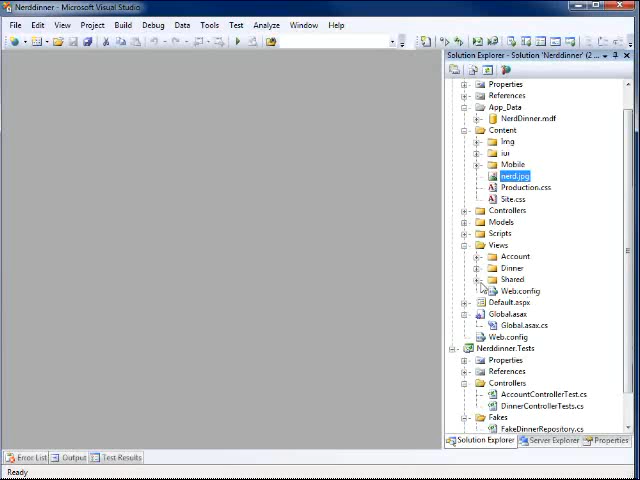 Nerddinner - Microsoft Visual Studio
File Edit View Project Build Debug Data Tools Test Analyze Window Help
Solution Explorer - Solution 'Nerddinner' (2
Properties
References
App_Data
NerdDinner.mdf
Content
Img
iui
Mobile
nerd.jpg
Production.css
Site.css
Controllers
Models
Scripts
Views
Account
Dinner
Shared
Web.config
Default.aspx
Global.asax
Global.asax.cs
Web.config
Nerddinner.Tests
Properties
References
Controllers
AccountControllerTest.cs
DinnerControllerTests.cs
Fakes
FakeDinnerRepository.cs
Solution Explorer Server Explorer Properties
Error List Output Test Results
Ready